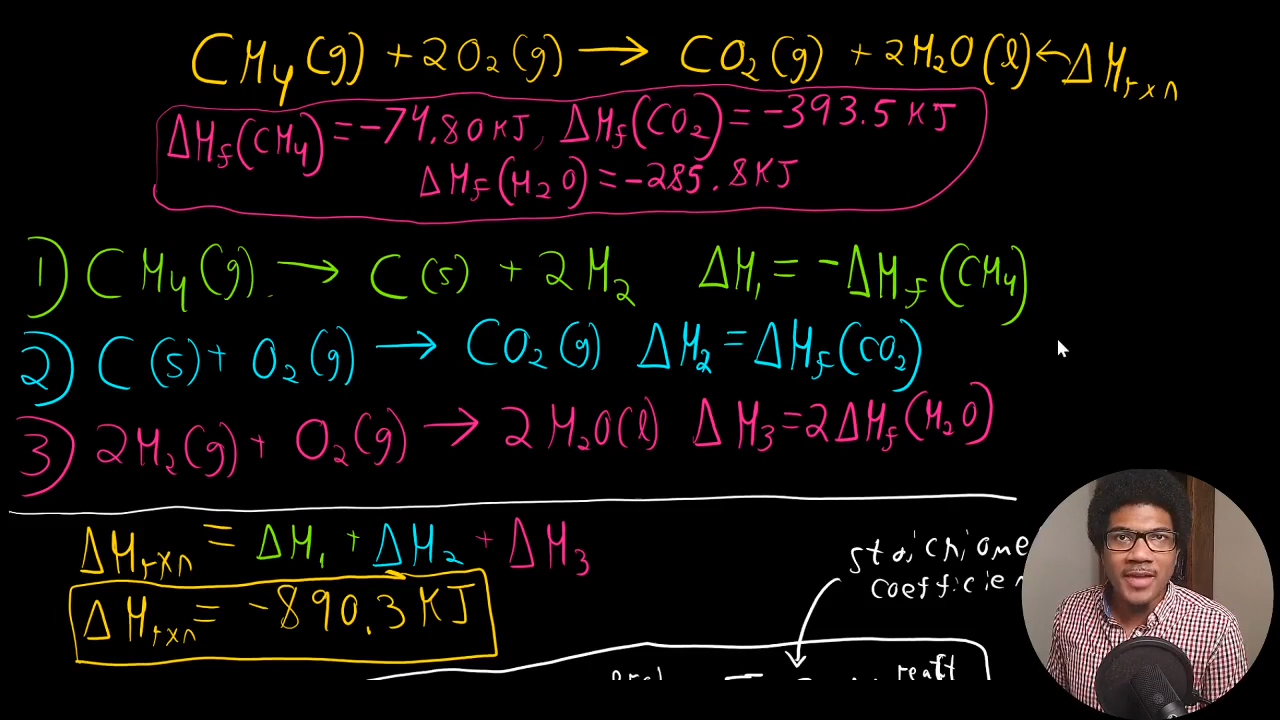 CH₄(g) + 2O₂(g) → CO₂(g) + 2H₂O(l) ← ΔHrxn
ΔHf(CH₄) = -74.80 KJ, ΔHf(CO₂) = -393.5 KJ
ΔHf(H₂O) = -285.8 KJ
1) CH₄(g) → C(s) + 2H₂ ΔH₁ = -ΔHf(CH₄)
2) C(s) + O₂(g) → CO₂(g) ΔH₂ = ΔHf(CO₂)
3) 2H₂(g) + O₂(g) → 2H₂O(l) ΔH₃ = 2ΔHf(H₂O)
ΔHrxn = ΔH₁ + ΔH₂ + ΔH₃
stoichiome
coefficien
ΔHrxn = -890.3 KJ